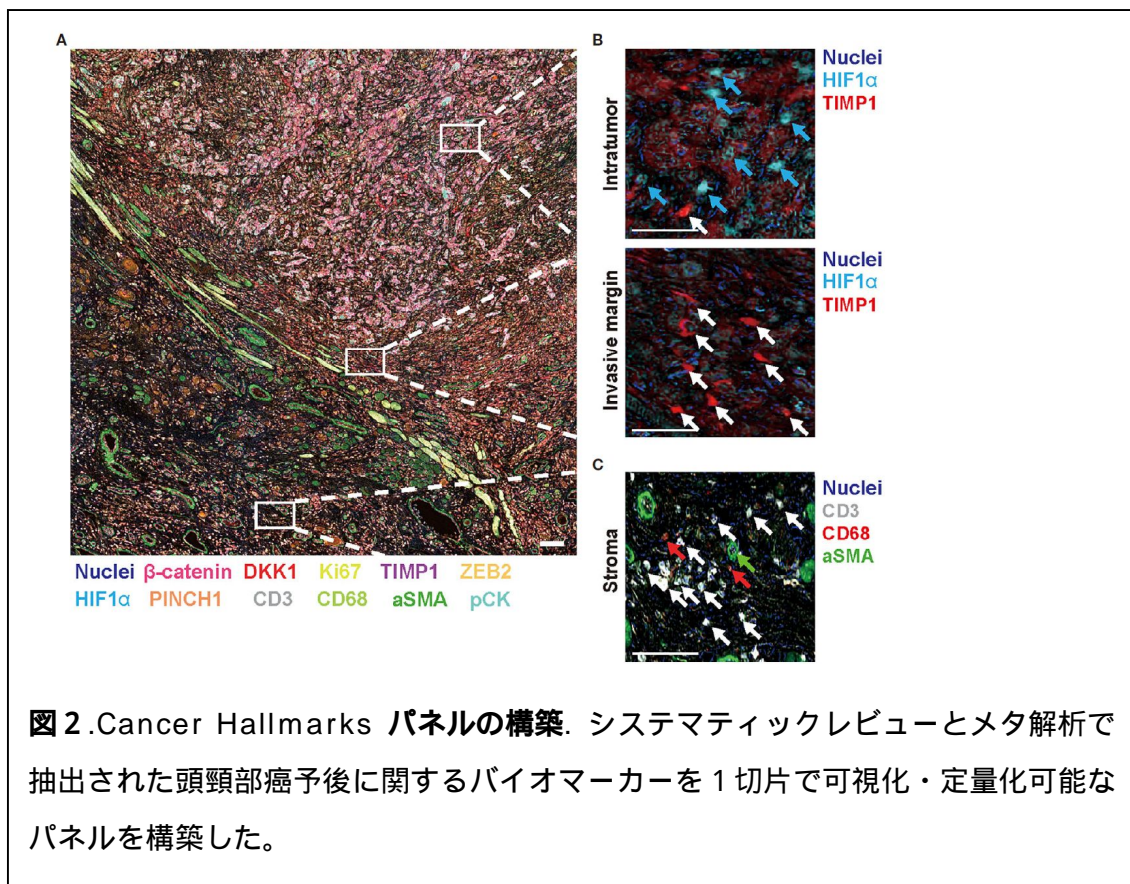 A
B
Intratumor
Nuclei
HIF1α
TIMP1
Invasive margin
Nuclei
HIF1α
TIMP1
C
Stroma
Nuclei
CD3
CD68
aSMA
Nuclei β-catenin DKK1 Ki67 TIMP1 ZEB2
HIF1α PINCH1 CD3 CD68 aSMA pCK
図２.Cancer Hallmarks パネルの構築. システマティックレビューとメタ解析で
抽出された頭頸部癌予後に関するバイオマーカーを１切片で可視化・定量化可能な
パネルを構築した。